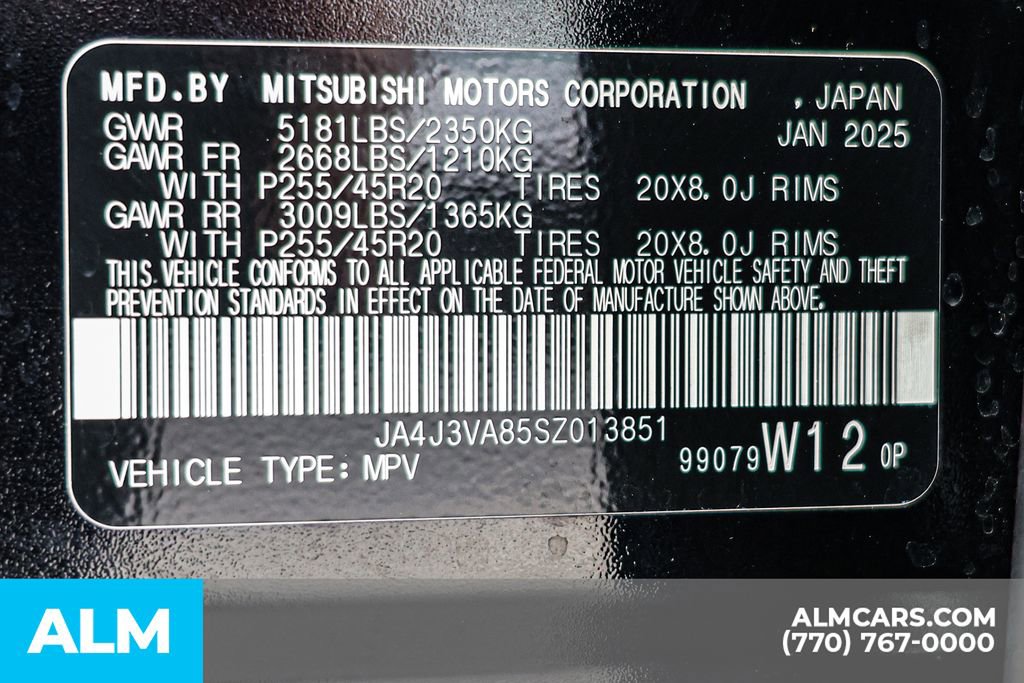 MFD.BY MITSUBISHI MOTORS CORPORATION , JAPAN
GVWR 5181LBS/2350KG JAN 2025
GAWR FR 2668LBS/1210KG
WITH P255/45R20 TIRES 20X8.0J RIMS
GAWR RR 3009LBS/1365KG
WITH P255/45R20 TIRES 20X8.0J RIMS
THIS VEHICLE CONFORMS TO ALL APPLICABLE FEDERAL MOTOR VEHICLE SAFETY AND THEFT
PREVENTION STANDARDS IN EFFECT ON THE DATE OF MANUFACTURE SHOWN ABOVE.
JA4J3VA85SZ013851
99079 W12 0P
VEHICLE TYPE: MPV
ALM
ALMCARS.COM
(770) 767-0000